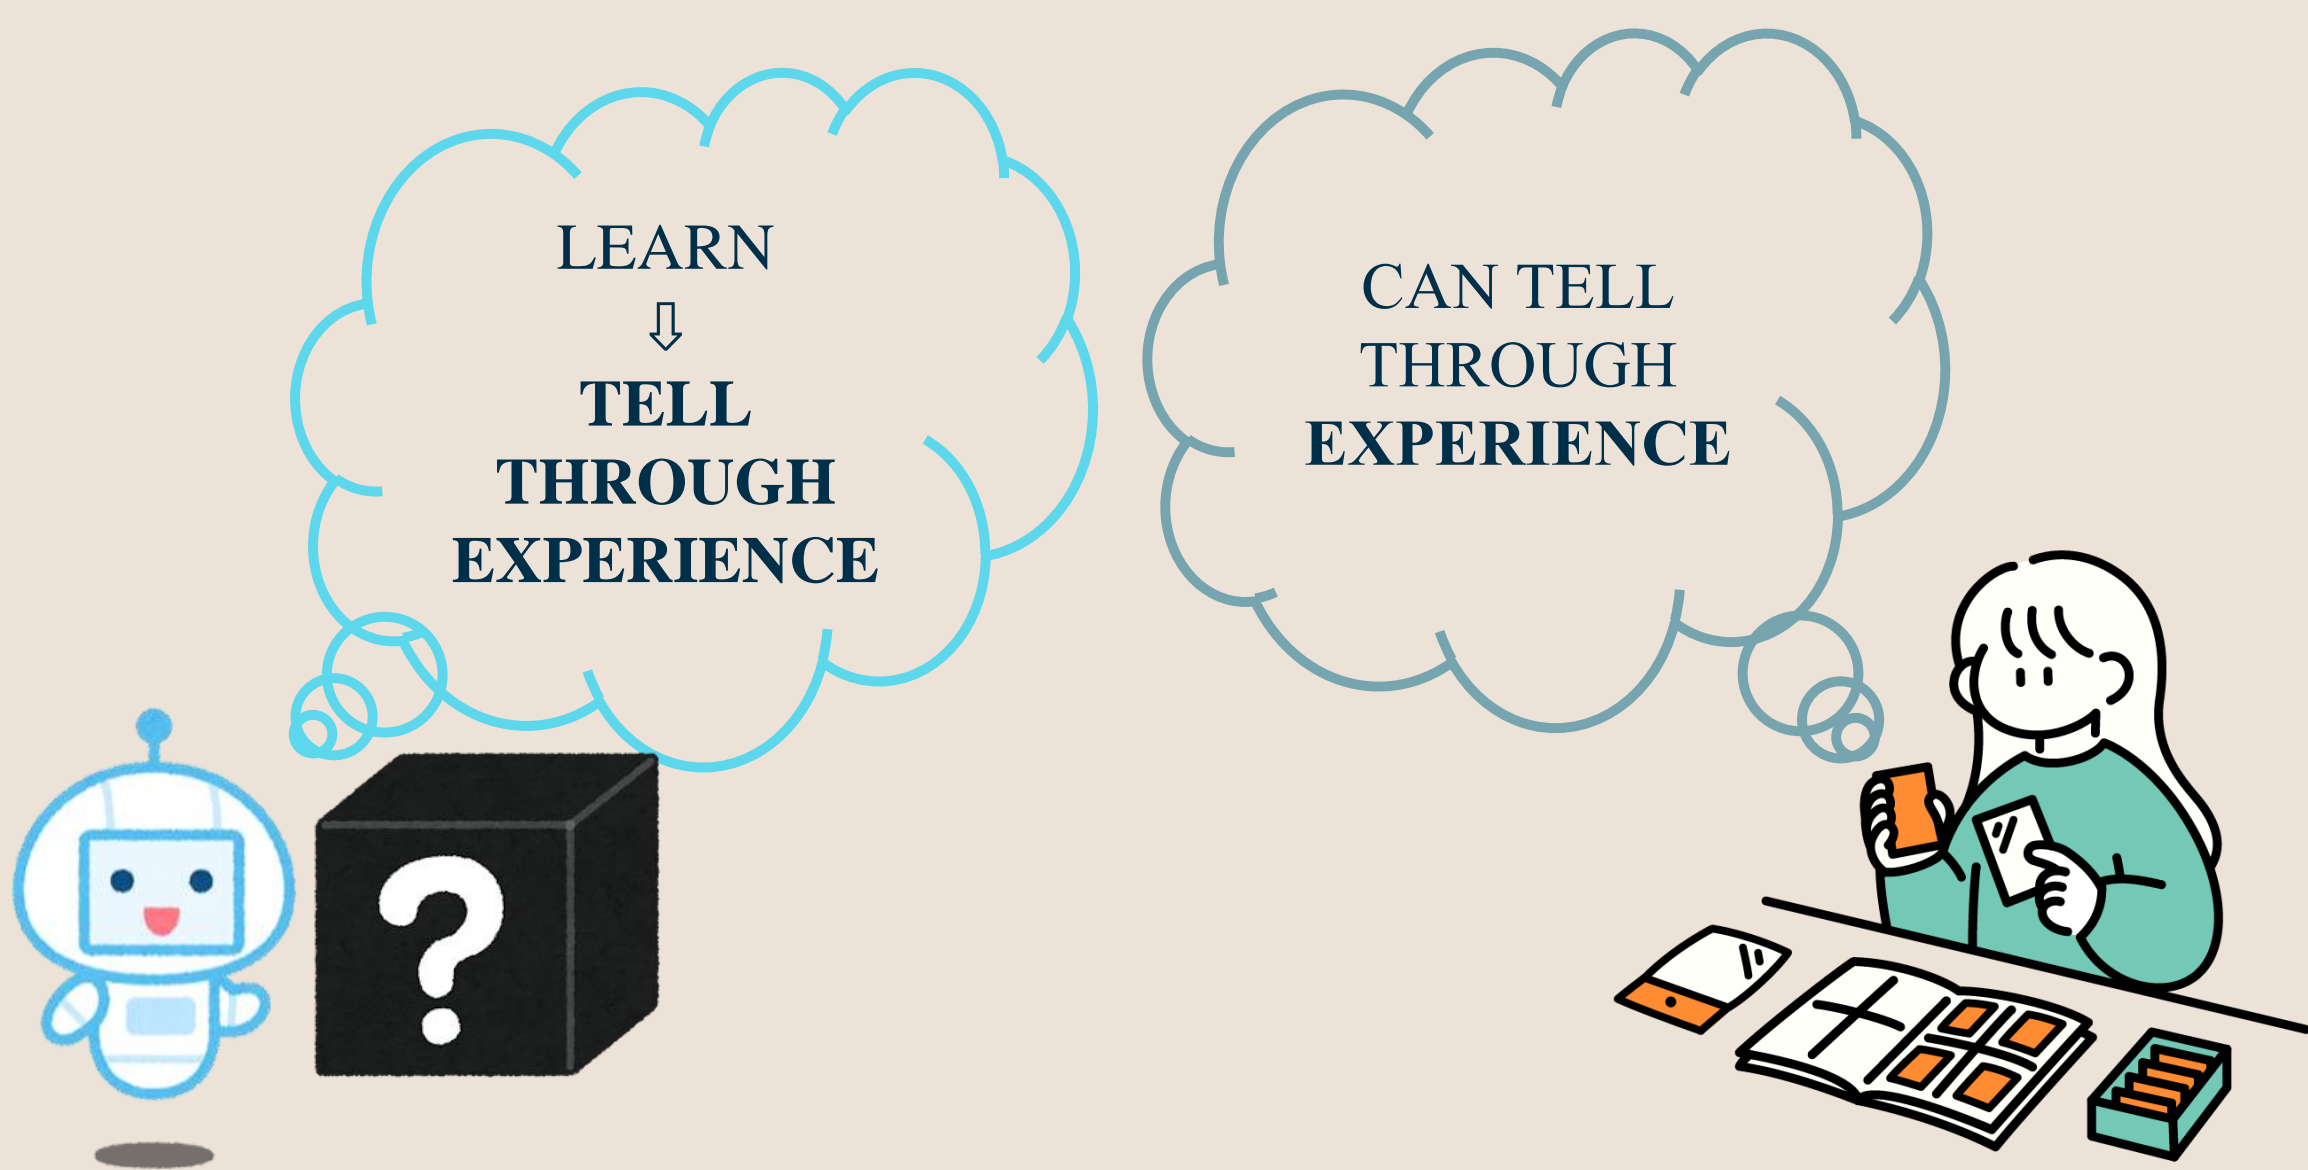 LEARN
⇩
TELL
THROUGH
EXPERIENCE
CAN TELL
THROUGH
EXPERIENCE
?